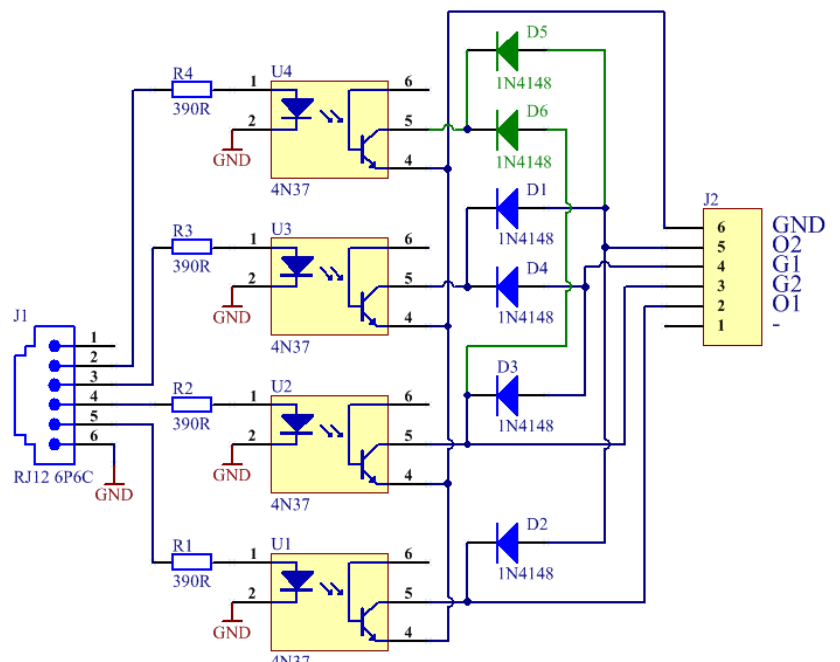 D5
1N4148
R4
390R
1
2
GND
U4
6
5
4
4N37
D6
1N4148
D1
1N4148
R3
390R
1
2
GND
U3
6
5
4
4N37
D4
1N4148
J2
6 GND
5 O2
4 G1
3 G2
2 O1
1 -
J1
1
2
3
4
5
6
RJ12 6P6C
GND
R2
390R
1
2
GND
U2
6
5
4
4N37
D3
1N4148
R1
390R
1
2
GND
U1
6
5
4
4N37
D2
1N4148